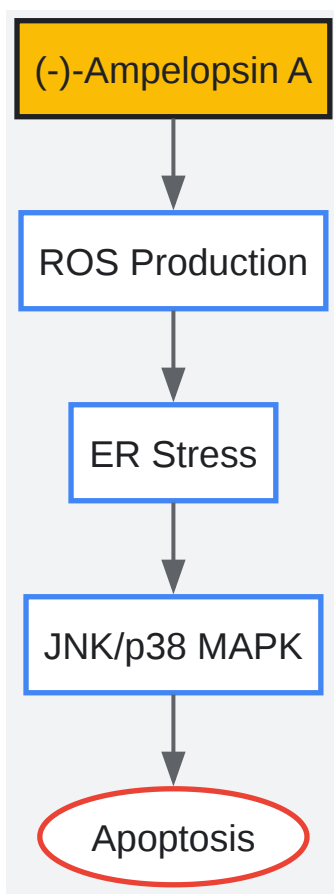 (-)-Ampelopsin A
ROS Production
ER Stress
JNK/p38 MAPK
Apoptosis